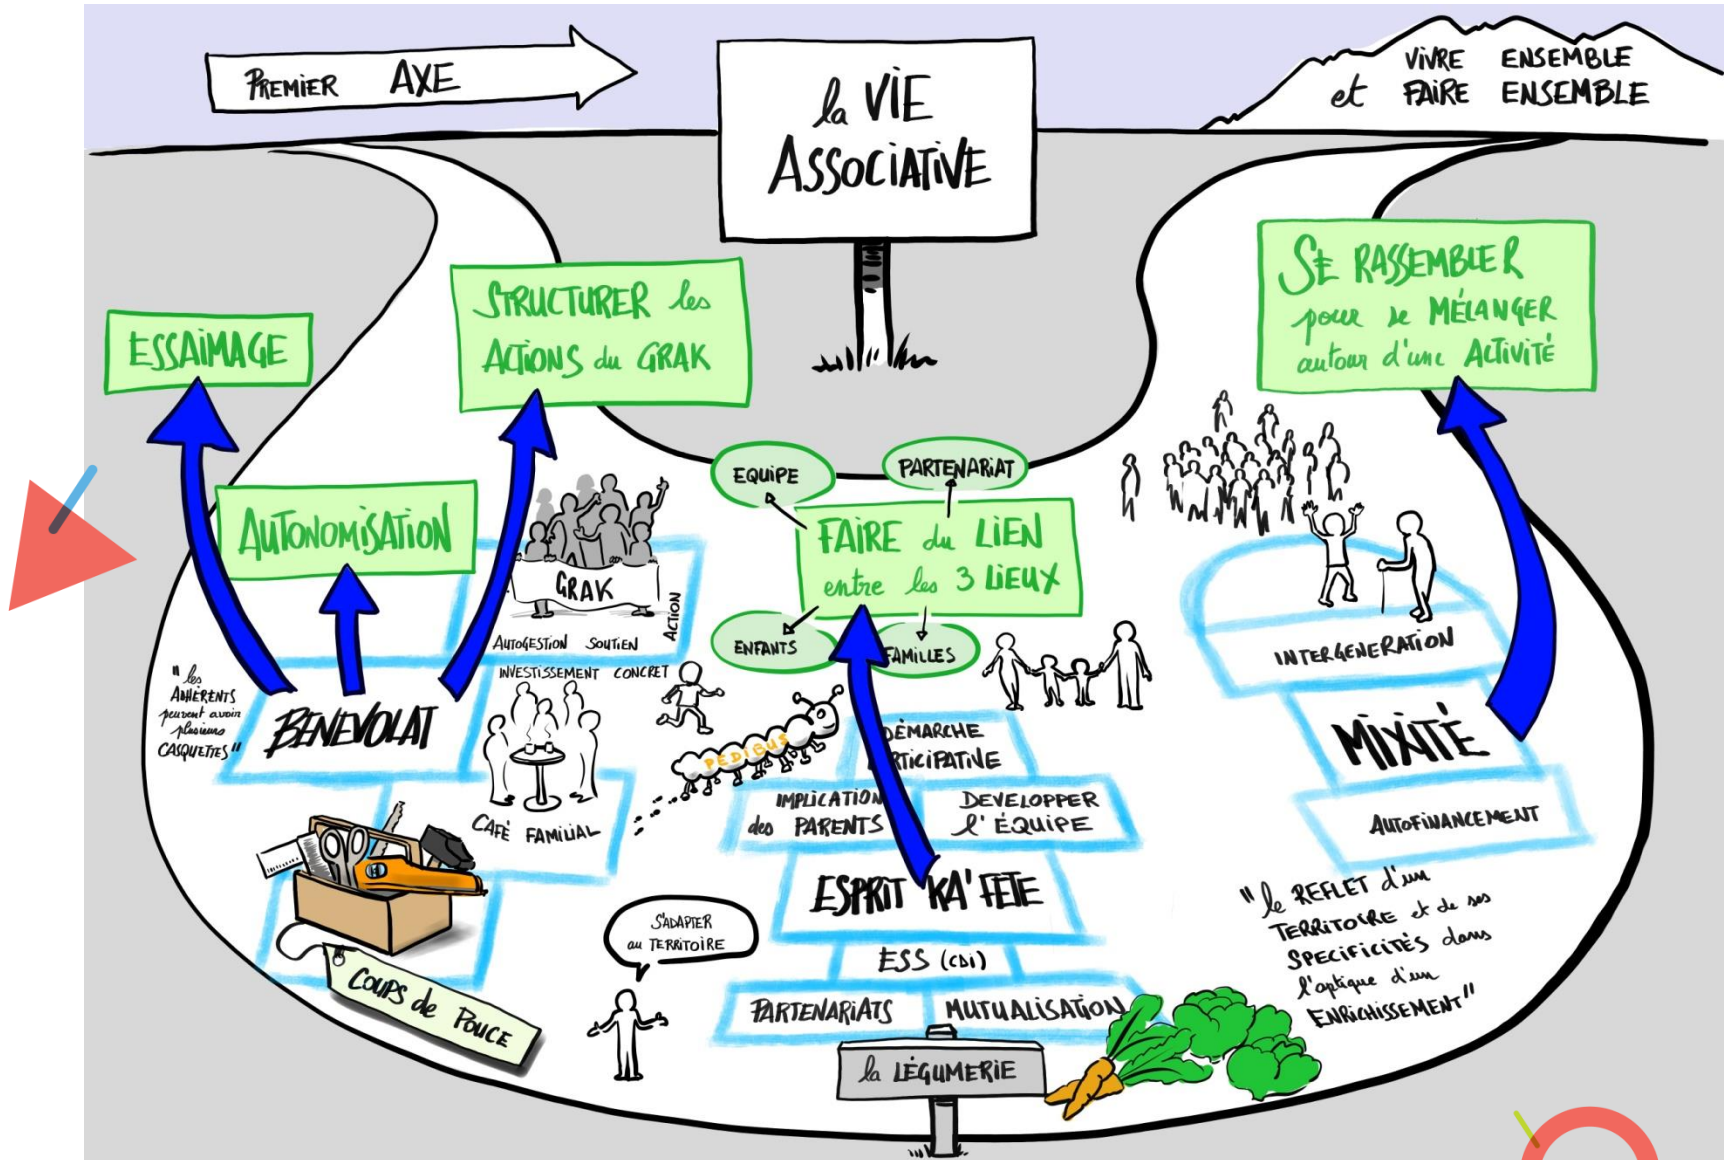 PREMIER AXE
la VIE
ASSOCIATIVE
VIVRE ENSEMBLE
et FAIRE ENSEMBLE
ESSAIMAGE
STRUCTURER les
ACTIONS du GRAK
SE RASSEMBLER
pour se MÉLANGER
autour d'une ACTIVITÉ
AUTONOMISATION
GRAK
AUTOGESTION SOUTIEN
ACTION
INVESTISSEMENT CONCRET
"les
ADHÉRENTS
peuvent avoir
plusieurs
CASQUETTES"
BÉNÉVOLAT
CAFÉ FAMILIAL
COUPS de POUCE
EQUIPE
PARTENARIAT
FAIRE du LIEN
entre les 3 LIEUX
ENFANTS
FAMILLES
PÉDIBUS
DÉMARCHE
PARTICIPATIVE
IMPLICATION
des PARENTS
DEVELOPPER
l'ÉQUIPE
ESPRIT KA'FÊTE
ESS (CDI)
PARTENARIATS
MUTUALISATION
S'ADAPTER
au TERRITOIRE
la LÉGUMERIE
INTERGENERATION
MIXITÉ
AUTOFINANCEMENT
"le REFLET d'un
TERRITOIRE et de ses
SPECIFICITÉS dans
l'optique d'un
ENRICHISSEMENT"